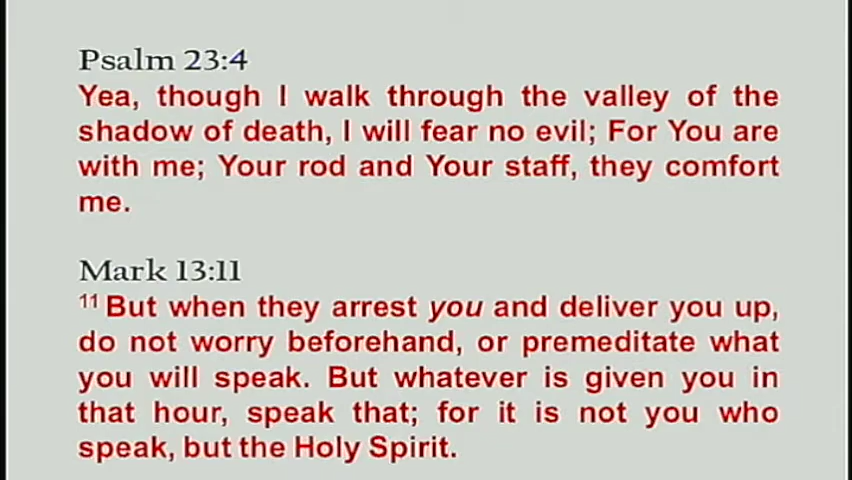 Psalm 23:4
Yea, though I walk through the valley of the
shadow of death, I will fear no evil; For You are
with me; Your rod and Your staff, they comfort
me.
Mark 13:11
11 But when they arrest you and deliver you up,
do not worry beforehand, or premeditate what
you will speak. But whatever is given you in
that hour, speak that; for it is not you who
speak, but the Holy Spirit.